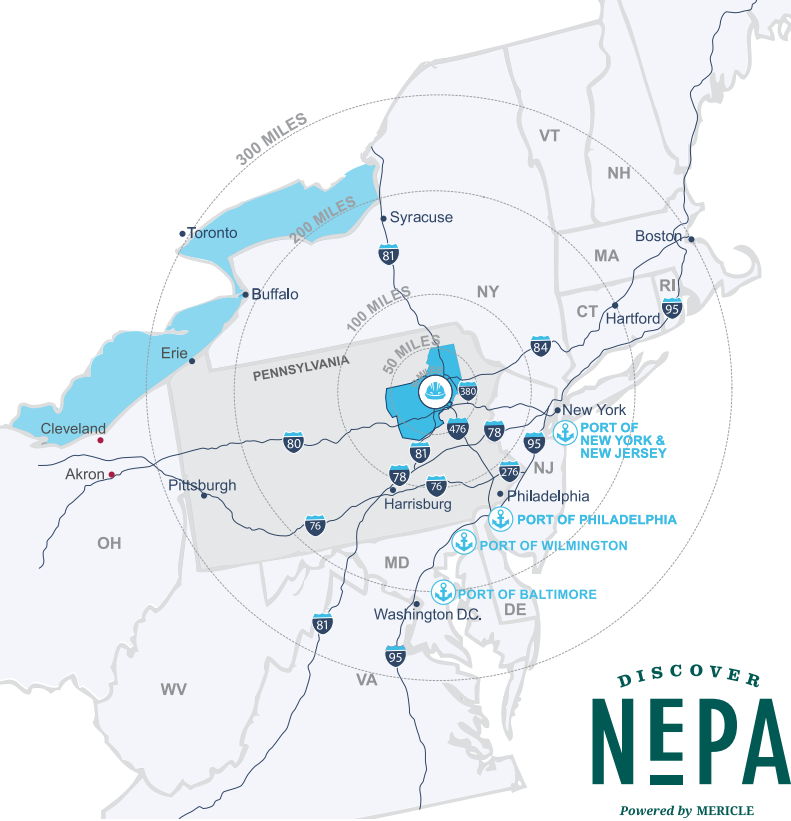 300 MILES
VT
NH
200 MILES
Toronto
Syracuse
Boston
81
MA
Buffalo
100 MILES
NY
RI
CT
95
Hartford
50 MILES
84
Erie
PENNSYLVANIA
380
New York
Cleveland
476
78
PORT OF
NEW YORK &
NEW JERSEY
80
95
81
NJ
Akron
78
276
Pittsburgh
76
Harrisburg
Philadelphia
76
PORT OF PHILADELPHIA
OH
PORT OF WILMINGTON
MD
PORT OF BALTIMORE
Washington D.C.
DE
81
95
WV
VA
DISCOVER
NEPA
Powered by MERICLE